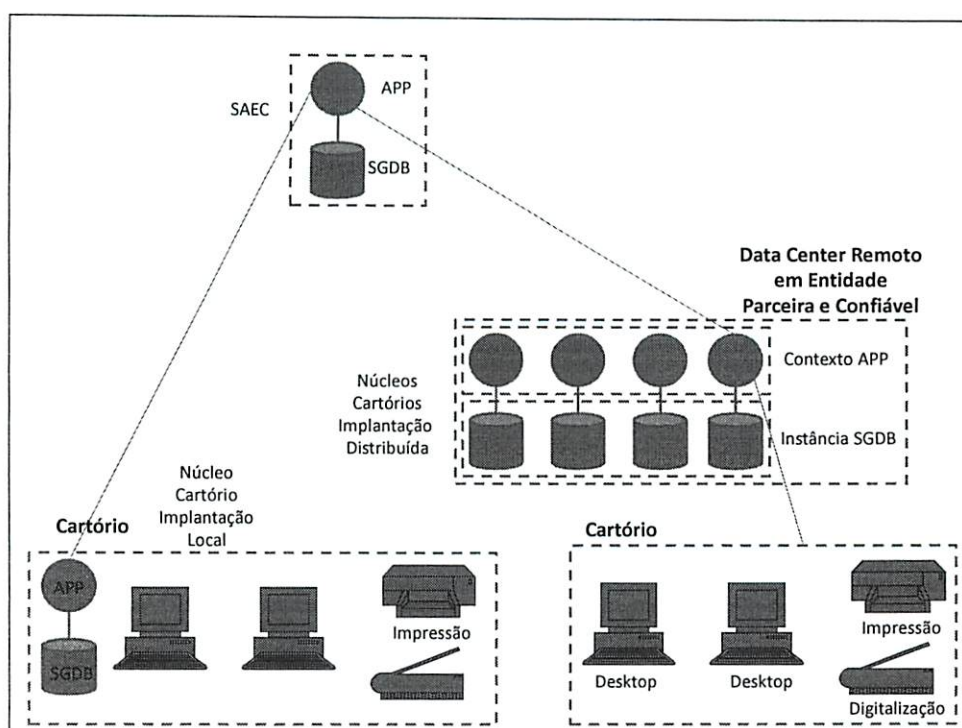 SAEC
APP
SGDB
Data Center Remoto
em Entidade
Parceira e Confiável
Contexto APP
Núcleos
Cartórios
Implantação
Distribuída
Instância SGDB
Núcleo
Cartório
Implantação
Local
Cartório
APP
SGDB
Impressão
Cartório
Desktop
Desktop
Impressão
Digitalização